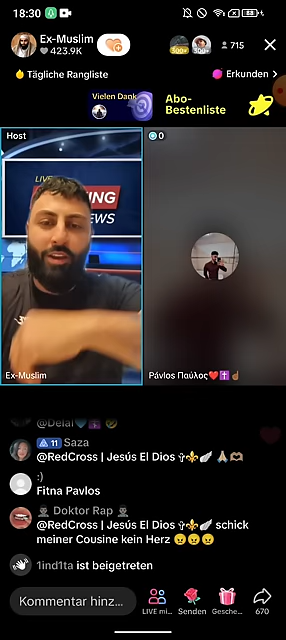 18:30
Ex-Muslim
423.9K
500+
500+
715
Tägliche Rangliste
Erkunden >
Vielen Dank
Abo-
Bestenliste
Host
0
LIVE
NEWS
Ex-Muslim
Pávlos Παύλος❤️✝️☝🏽
@Delal
11 Saza
@RedCross | Jesús El Dios ✞⚜️🪽 🙏🏽🫶🏽
:)
Fitna Pavlos
Doktor Rap
@RedCross | Jesús El Dios ✞⚜️🪽 schick
meiner Cousine kein Herz 😠😠😠
1ind1ta ist beigetreten
Kommentar hinz...
LIVE mi...
Senden
Gesche...
670